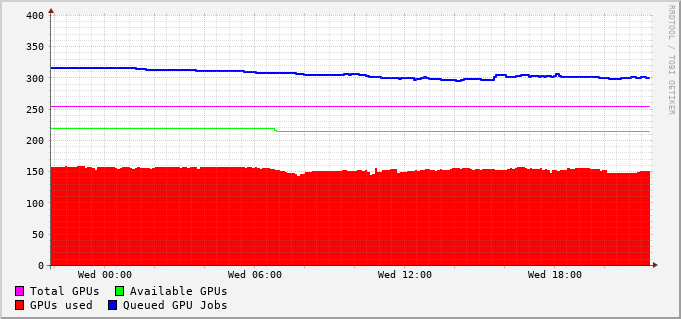 400
350
300
250
200
150
100
50
0
Wed 00:00 Wed 06:00 Wed 12:00 Wed 18:00
Total GPUs Available GPUs
GPUs used Queued GPU Jobs
RRDTOOL / TOBI OETIKER